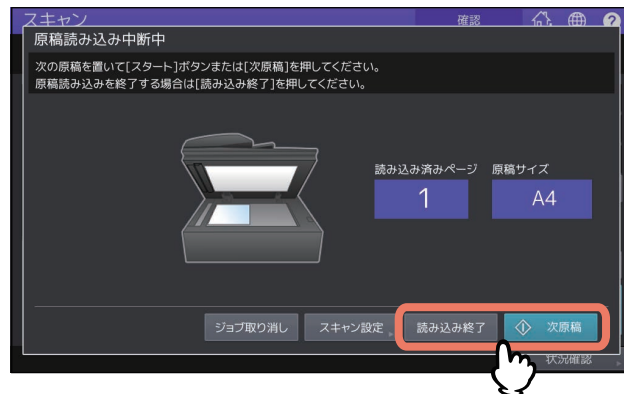 スキャン
確認
?
原稿読み込み中断中
次の原稿を置いて[スタート]ボタンまたは[次原稿]を押してください。
原稿読み込みを終了する場合は[読み込み終了]を押してください。
読み込み済みページ 原稿サイズ
1 A4
ジョブ取り消し スキャン設定 読み込み終了 次原稿
状況確認